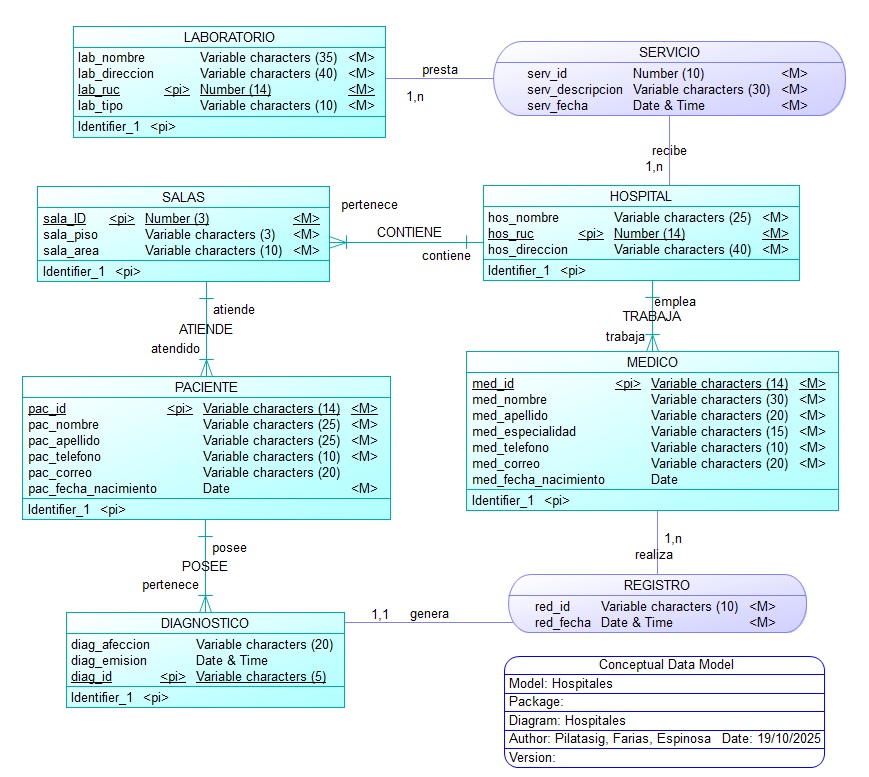 LABORATORIO
lab_nombre Variable characters (35) <M>
lab_direccion Variable characters (40) <M>
lab_ruc <pi> Number (14) <M>
lab_tipo Variable characters (10) <M>
Identifier_1 <pi>
presta
1,n
SERVICIO
serv_id Number (10) <M>
serv_descripcion Variable characters (30) <M>
serv_fecha Date & Time <M>
recibe
1,n
SALAS
sala_ID <pi> Number (3) <M>
sala_piso Variable characters (3) <M>
sala_area Variable characters (10) <M>
Identifier_1 <pi>
pertenece
CONTIENE
contiene
HOSPITAL
hos_nombre Variable characters (25) <M>
hos_ruc <pi> Number (14) <M>
hos_direccion Variable characters (40) <M>
Identifier_1 <pi>
atiende
ATIENDE
atendido
emplea
TRABAJA
trabaja
PACIENTE
pac_id <pi> Variable characters (14) <M>
pac_nombre Variable characters (25) <M>
pac_apellido Variable characters (25) <M>
pac_telefono Variable characters (10) <M>
pac_correo Variable characters (20)
pac_fecha_nacimiento Date <M>
Identifier_1 <pi>
MEDICO
med_id <pi> Variable characters (14) <M>
med_nombre Variable characters (30) <M>
med_apellido Variable characters (20) <M>
med_especialidad Variable characters (15) <M>
med_telefono Variable characters (10) <M>
med_correo Variable characters (20) <M>
med_fecha_nacimiento Date
Identifier_1 <pi>
posee
POSEE
pertenece
1,n
realiza
DIAGNOSTICO
diag_afeccion Variable characters (20)
diag_emision Date & Time
diag_id <pi> Variable characters (5)
Identifier_1 <pi>
1,1 genera
REGISTRO
red_id Variable characters (10) <M>
red_fecha Date & Time <M>
Conceptual Data Model
Model: Hospitales
Package:
Diagram: Hospitales
Author: Pilatasig, Farias, Espinosa Date: 19/10/2025
Version: